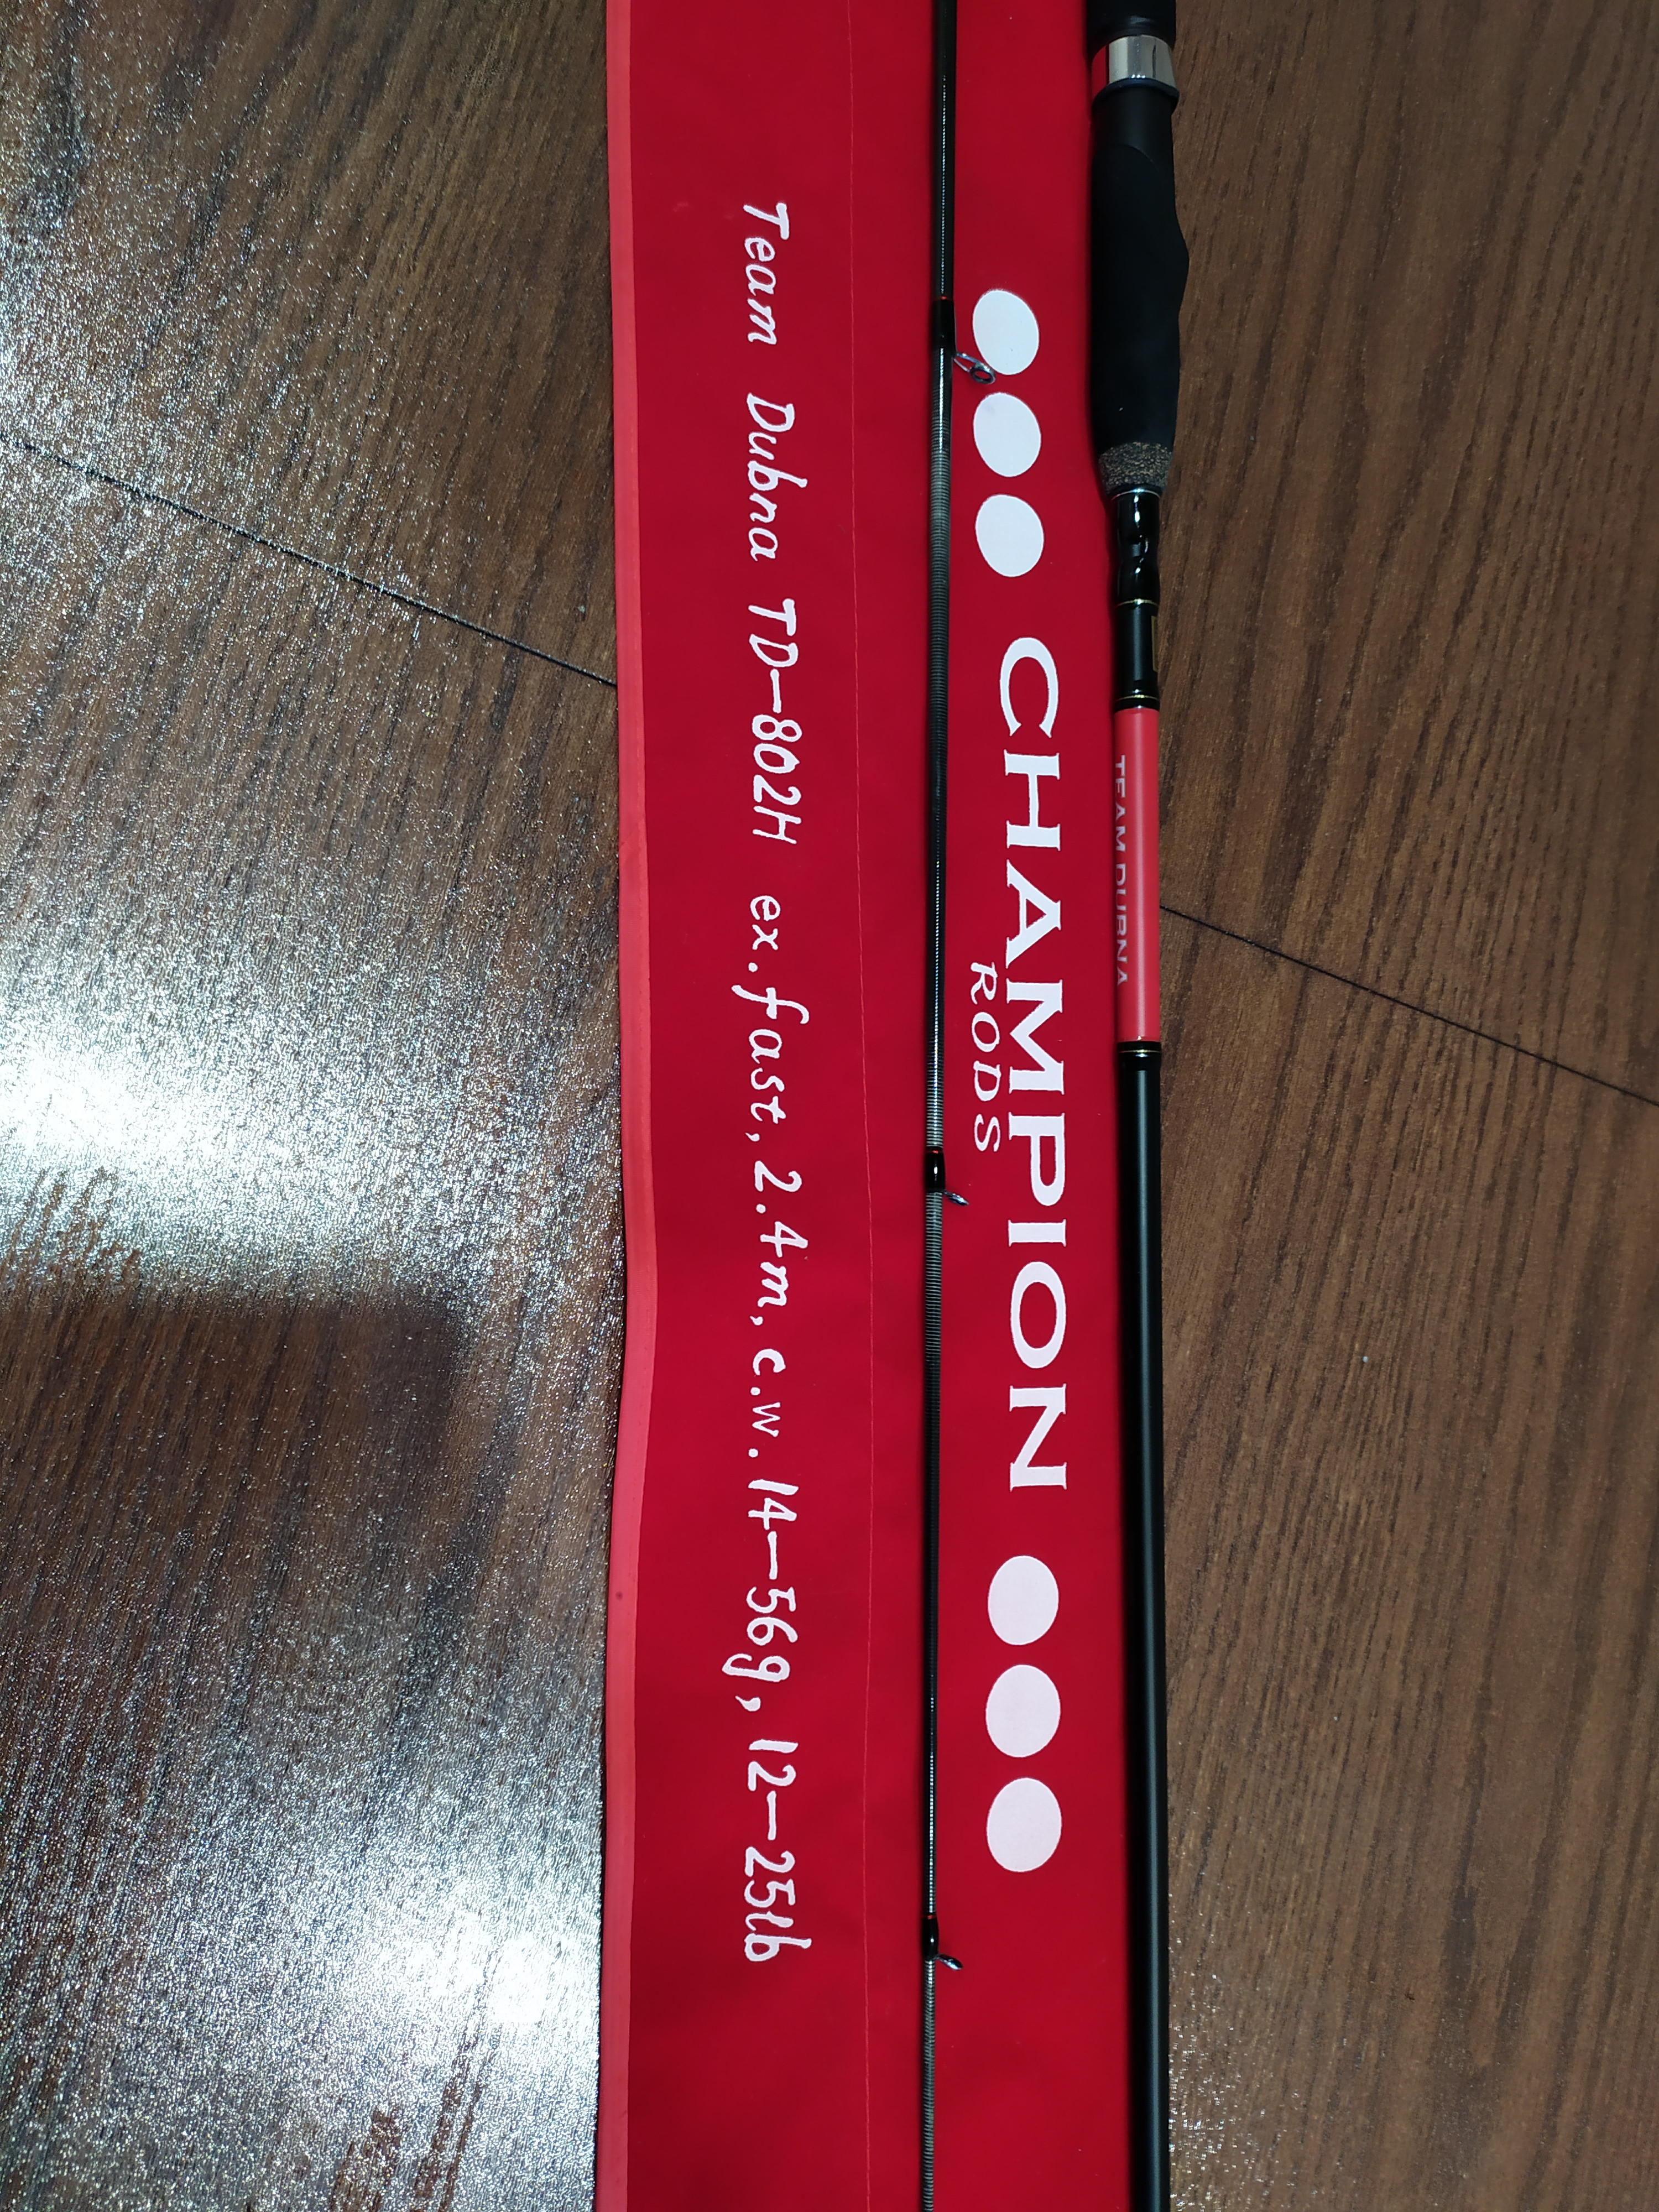 TEAM DUBNA
CHAMPION
RODS
Team Dubna TD-802H ex.fast, 2.4m, c.w.14-56g, 12-25lb